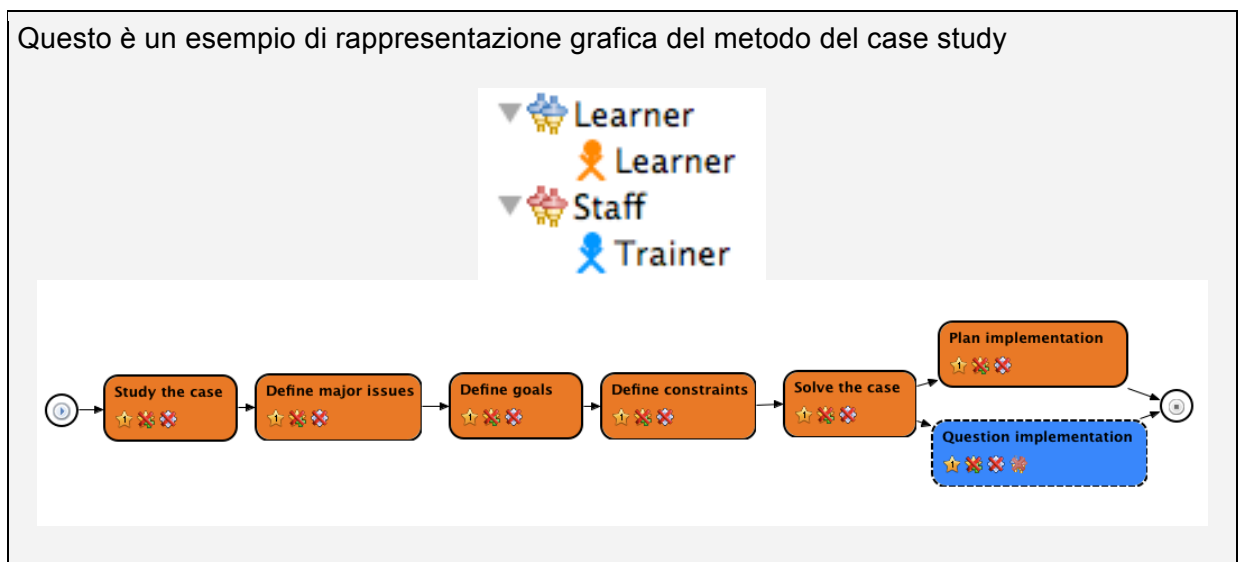 Questo è un esempio di rappresentazione grafica del metodo del case study
Learner
Learner
Staff
Trainer
Study the case
Define major issues
Define goals
Define constraints
Solve the case
Plan implementation
Question implementation